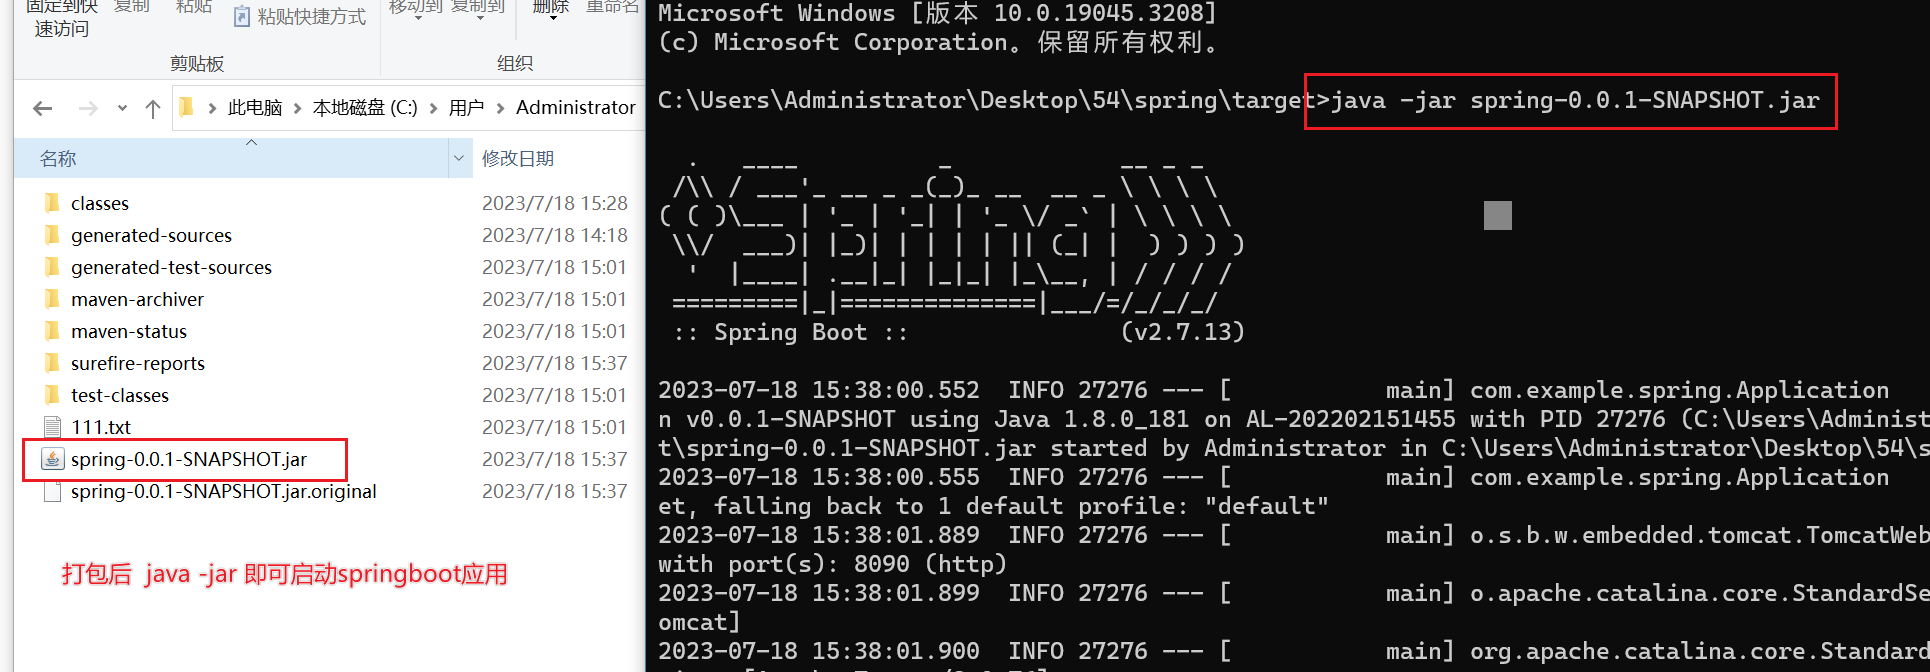 固定到快
速访问
复制
粘贴
粘贴快捷方式
剪贴板
移动到
复制到
删除
重命名
组织
此电脑
本地磁盘 (C:)
用户
Administrator
名称
修改日期
classes 2023/7/18 15:28
generated-sources 2023/7/18 14:18
generated-test-sources 2023/7/18 15:01
maven-archiver 2023/7/18 15:01
maven-status 2023/7/18 15:01
surefire-reports 2023/7/18 15:37
test-classes 2023/7/18 15:01
111.txt 2023/7/18 15:01
spring-0.0.1-SNAPSHOT.jar 2023/7/18 15:37
spring-0.0.1-SNAPSHOT.jar.original 2023/7/18 15:37
打包后 java -jar 即可启动springboot应用
Microsoft Windows [版本 10.0.19045.3208]
(c) Microsoft Corporation。保留所有权利。
C:\Users\Administrator\Desktop\54\spring\target>java -jar spring-0.0.1-SNAPSHOT.jar
:: Spring Boot :: (v2.7.13)
2023-07-18 15:38:00.552 INFO 27276 --- [ main] com.example.spring.Application
n v0.0.1-SNAPSHOT using Java 1.8.0_181 on AL-202202151455 with PID 27276 (C:\Users\Administ
t\spring-0.0.1-SNAPSHOT.jar started by Administrator in C:\Users\Administrator\Desktop\54\s
2023-07-18 15:38:00.555 INFO 27276 --- [ main] com.example.spring.Application
et, falling back to 1 default profile: "default"
2023-07-18 15:38:01.889 INFO 27276 --- [ main] o.s.b.w.embedded.tomcat.TomcatWeb
with port(s): 8090 (http)
2023-07-18 15:38:01.899 INFO 27276 --- [ main] o.apache.catalina.core.StandardSe
omcat]
2023-07-18 15:38:01.900 INFO 27276 --- [ main] org.apache.catalina.core.Standard